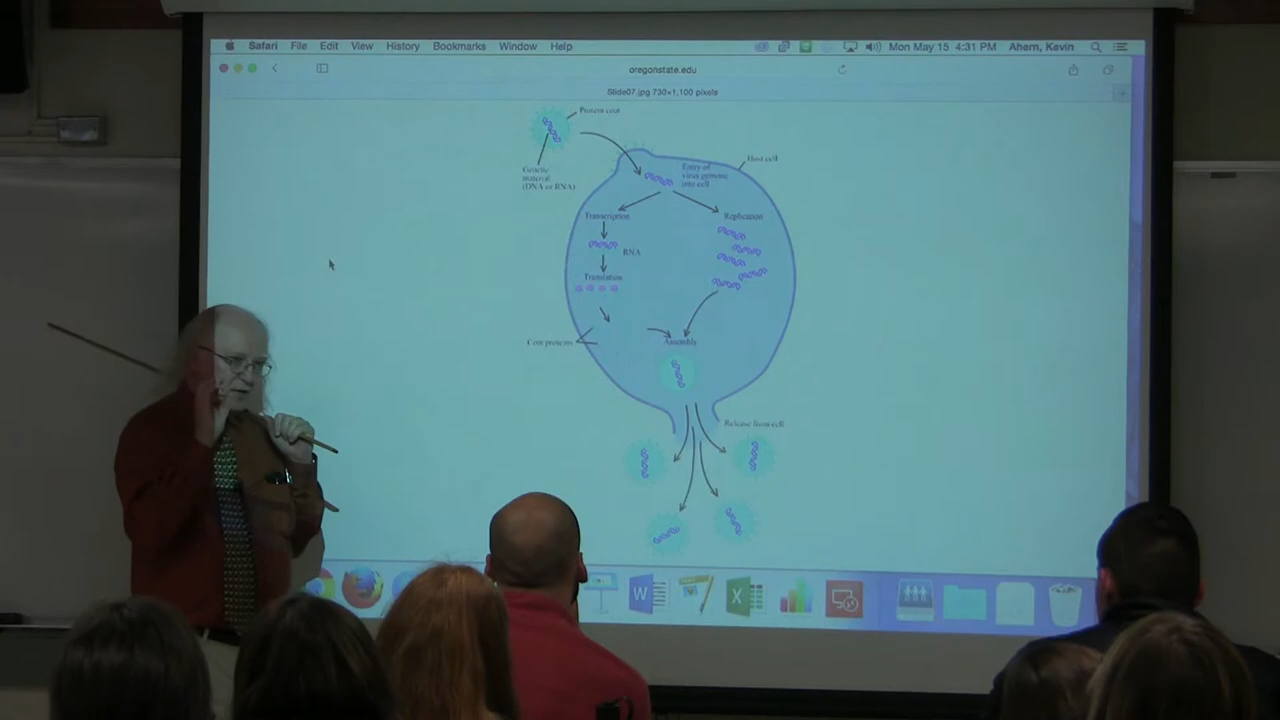 Safari File Edit View History Bookmarks Window Help Mon May 15 4:31 PM Ahern, Kevin
oregonstate.edu
Slide07.jpg 730×1,100 pixels
Protein coat
Host cell
Genetic
material
(DNA or RNA)
Entry of
virus genome
into cell
Transcription
Replication
RNA
Translation
Coat proteins
Assembly
Release from cell
W
X